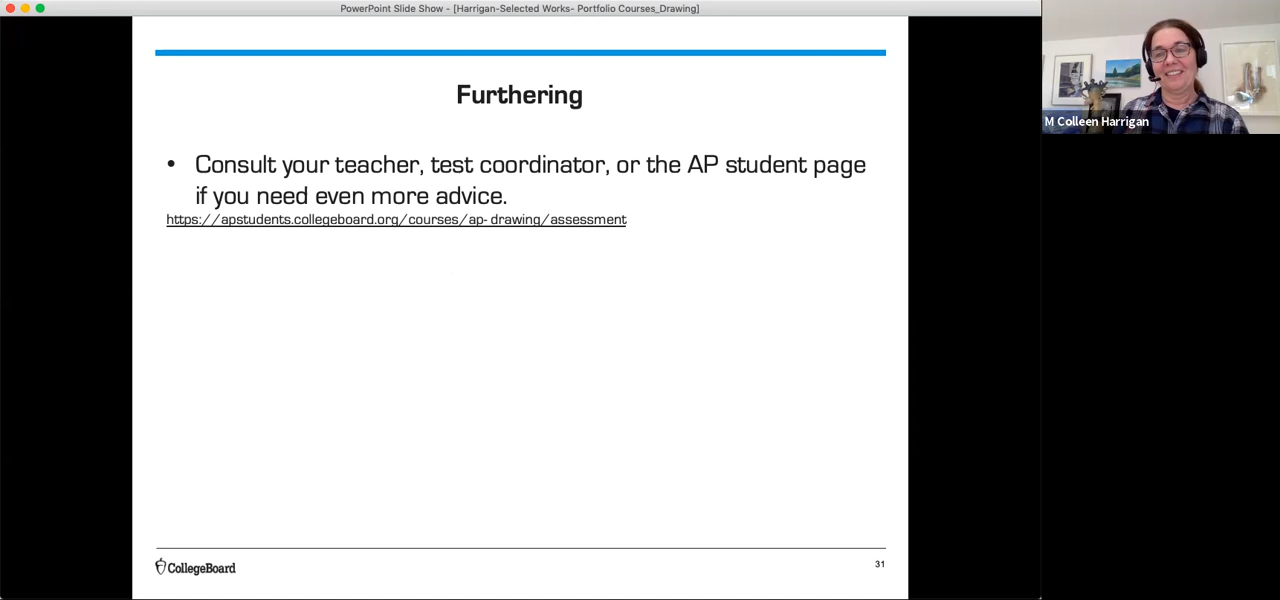 PowerPoint Slide Show - [Harrigan-Selected Works- Portfolio Courses_Drawing]
M Colleen Harrigan
Furthering
• Consult your teacher, test coordinator, or the AP student page
if you need even more advice.
https://apstudents.collegeboard.org/courses/ap- drawing/assessment
CollegeBoard
31